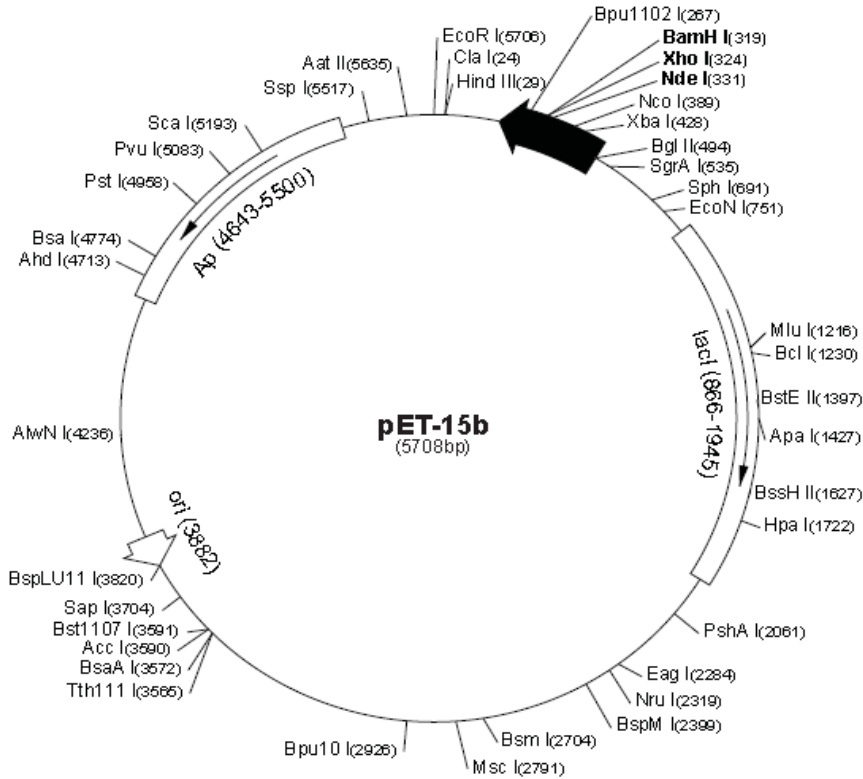 EcoR I(5706)
Cla I(24)
Hind III(29)
Bpu1102 I(267)
BamH I(319)
Xho I(324)
Nde I(331)
Nco I(389)
Xba I(428)
Bgl II(494)
SgrA I(535)
Sph I(691)
EcoN I(751)
lacI (866-1945)
Mlu I(1216)
Bcl I(1230)
BstE II(1397)
Apa I(1427)
BssH II(1627)
Hpa I(1722)
PshA I(2061)
Eag I(2284)
Nru I(2319)
BspM I(2399)
Bsm I(2704)
Msc I(2791)
Bpu10 I(2926)
Tth111 I(3565)
BsaA I(3572)
Acc I(3590)
Bst1107 I(3591)
Sap I(3704)
BspLU11 I(3820)
ori (3882)
AlwN I(4236)
Ap (4643-5500)
Ahd I(4713)
Bsa I(4774)
Pst I(4958)
Pvu I(5083)
Sca I(5193)
Ssp I(5517)
Aat II(5635)
pET-15b
(5708bp)